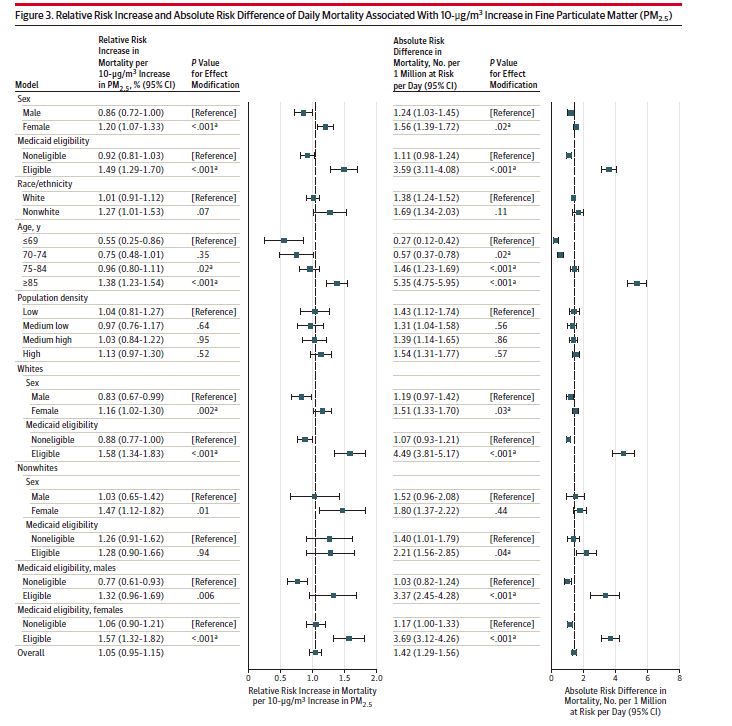 Figure 3. Relative Risk Increase and Absolute Risk Difference of Daily Mortality Associated With 10-μg/m³ Increase in Fine Particulate Matter (PM2.5)
Model
Relative Risk
Increase in
Mortality per
10-μg/m³ Increase
in PM2.5, % (95% CI)
P Value
for Effect
Modification
Absolute Risk
Difference in
Mortality, No. per
1 Million at Risk
per Day (95% CI)
P Value
for Effect
Modification
Sex
Male 0.86 (0.72-1.00) [Reference] 1.24 (1.03-1.45) [Reference]
Female 1.20 (1.07-1.33) <.001a 1.56 (1.39-1.72) .02a
Medicaid eligibility
Noneligible 0.92 (0.81-1.03) [Reference] 1.11 (0.98-1.24) [Reference]
Eligible 1.49 (1.29-1.70) <.001a 3.59 (3.11-4.08) <.001a
Race/ethnicity
White 1.01 (0.91-1.12) [Reference] 1.38 (1.24-1.52) [Reference]
Nonwhite 1.27 (1.01-1.53) .07 1.69 (1.34-2.03) .11
Age, y
≤69 0.55 (0.25-0.86) [Reference] 0.27 (0.12-0.42) [Reference]
70-74 0.75 (0.48-1.01) .35 0.57 (0.37-0.78) .02a
75-84 0.96 (0.80-1.11) .02a 1.46 (1.23-1.69) <.001a
≥85 1.38 (1.23-1.54) <.001a 5.35 (4.75-5.95) <.001a
Population density
Low 1.04 (0.81-1.27) [Reference] 1.43 (1.12-1.74) [Reference]
Medium low 0.97 (0.76-1.17) .64 1.31 (1.04-1.58) .56
Medium high 1.03 (0.84-1.22) .95 1.39 (1.14-1.65) .86
High 1.13 (0.97-1.30) .52 1.54 (1.31-1.77) .57
Whites
Sex
Male 0.83 (0.67-0.99) [Reference] 1.19 (0.97-1.42) [Reference]
Female 1.16 (1.02-1.30) .002a 1.51 (1.33-1.70) .03a
Medicaid eligibility
Noneligible 0.88 (0.77-1.00) [Reference] 1.07 (0.93-1.21) [Reference]
Eligible 1.58 (1.34-1.83) <.001a 4.49 (3.81-5.17) <.001a
Nonwhites
Sex
Male 1.03 (0.65-1.42) [Reference] 1.52 (0.96-2.08) [Reference]
Female 1.47 (1.12-1.82) .01 1.80 (1.37-2.22) .44
Medicaid eligibility
Noneligible 1.26 (0.91-1.62) [Reference] 1.40 (1.01-1.79) [Reference]
Eligible 1.28 (0.90-1.66) .94 2.21 (1.56-2.85) .04a
Medicaid eligibility, males
Noneligible 0.77 (0.61-0.93) [Reference] 1.03 (0.82-1.24) [Reference]
Eligible 1.32 (0.96-1.69) .006 3.37 (2.45-4.28) <.001a
Medicaid eligibility, females
Noneligible 1.06 (0.90-1.21) [Reference] 1.17 (1.00-1.33) [Reference]
Eligible 1.57 (1.32-1.82) <.001a 3.69 (3.12-4.26) <.001a
Overall 1.05 (0.95-1.15) 1.42 (1.29-1.56)
0 0.5 1.0 1.5 2.0
Relative Risk Increase in Mortality
per 10-μg/m³ Increase in PM2.5
0 2 4 6 8
Absolute Risk Difference in
Mortality, No. per 1 Million
at Risk per Day (95% CI)